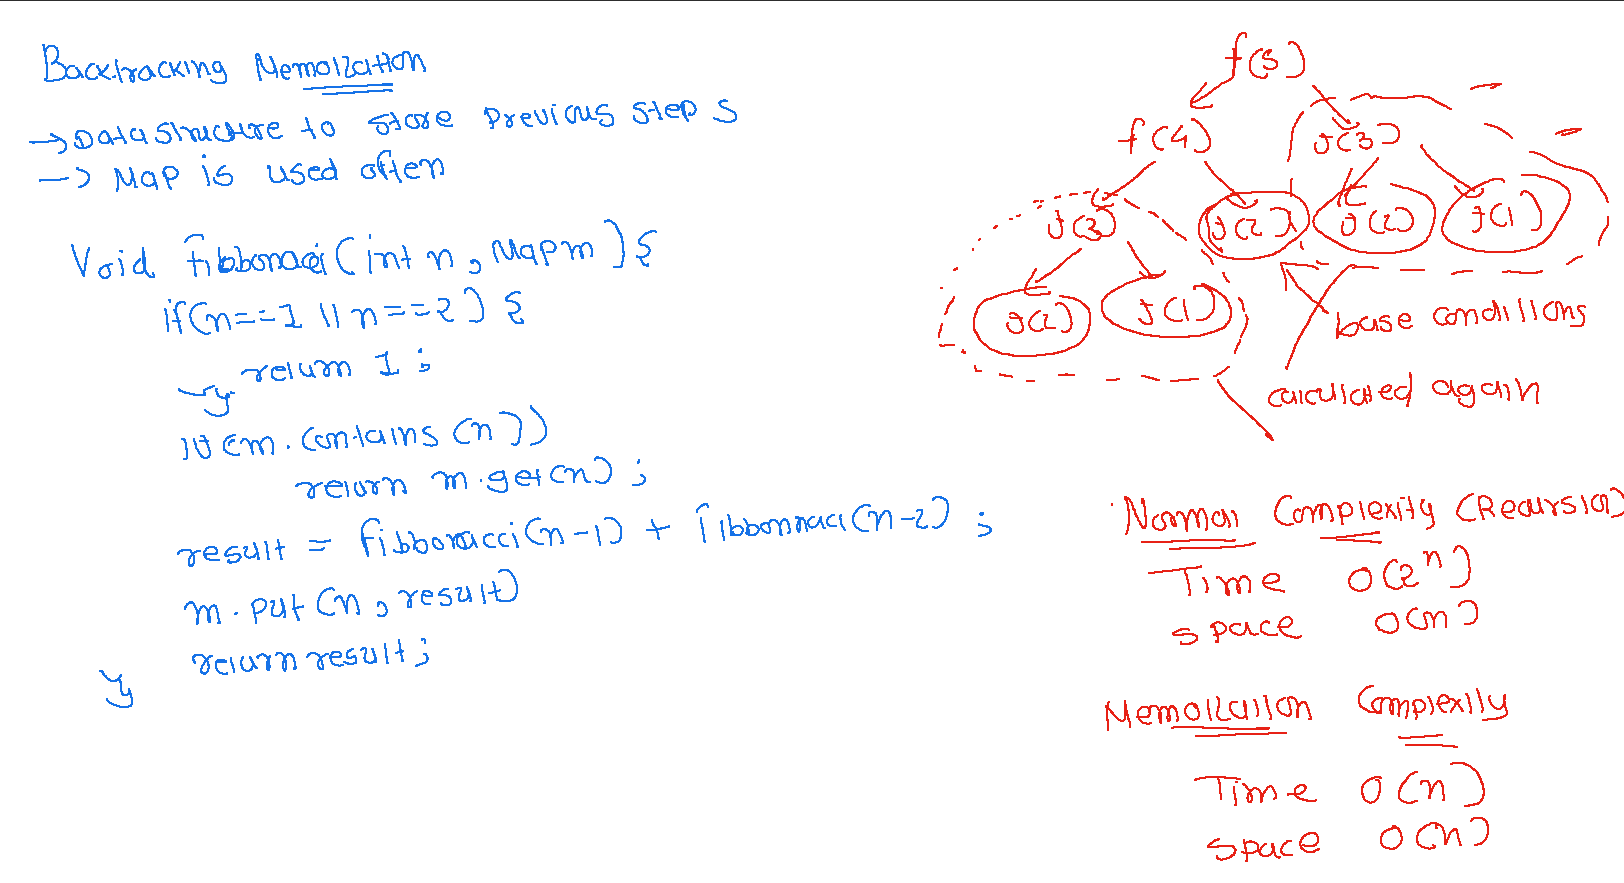 Backtracking Memoization
→ Data structure to store previous steps
→ Map is used often
Void fibbonacci (int n, Map m) {
if (n==1 || n==2) {
return 1;
}
if (m.contains(n))
return m.get(n);
result = fibbonacci(n-1) + fibbonnaci(n-2);
m.put(n, result)
return result;
}
f(5)
f(4) f(3)
f(3) f(2) f(2) f(1)
f(2) f(1)
base conditions
calculated again
Normal Complexity (Recursion)
Time O(2^n)
space O(n)
Memoization Complexity
Time O(n)
space O(n)